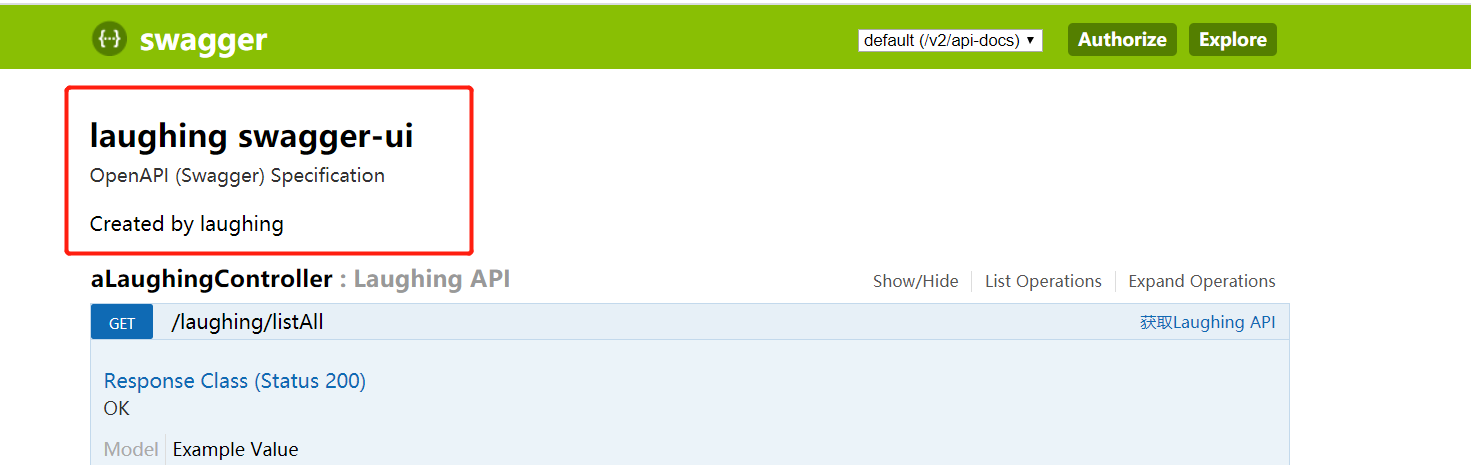 swagger default (/v2/api-docs) Authorize Explore
laughing swagger-ui
OpenAPI (Swagger) Specification
Created by laughing
aLaughingController : Laughing API Show/Hide List Operations Expand Operations
GET /laughing/listAll 获取Laughing API
Response Class (Status 200)
OK
Model Example Value